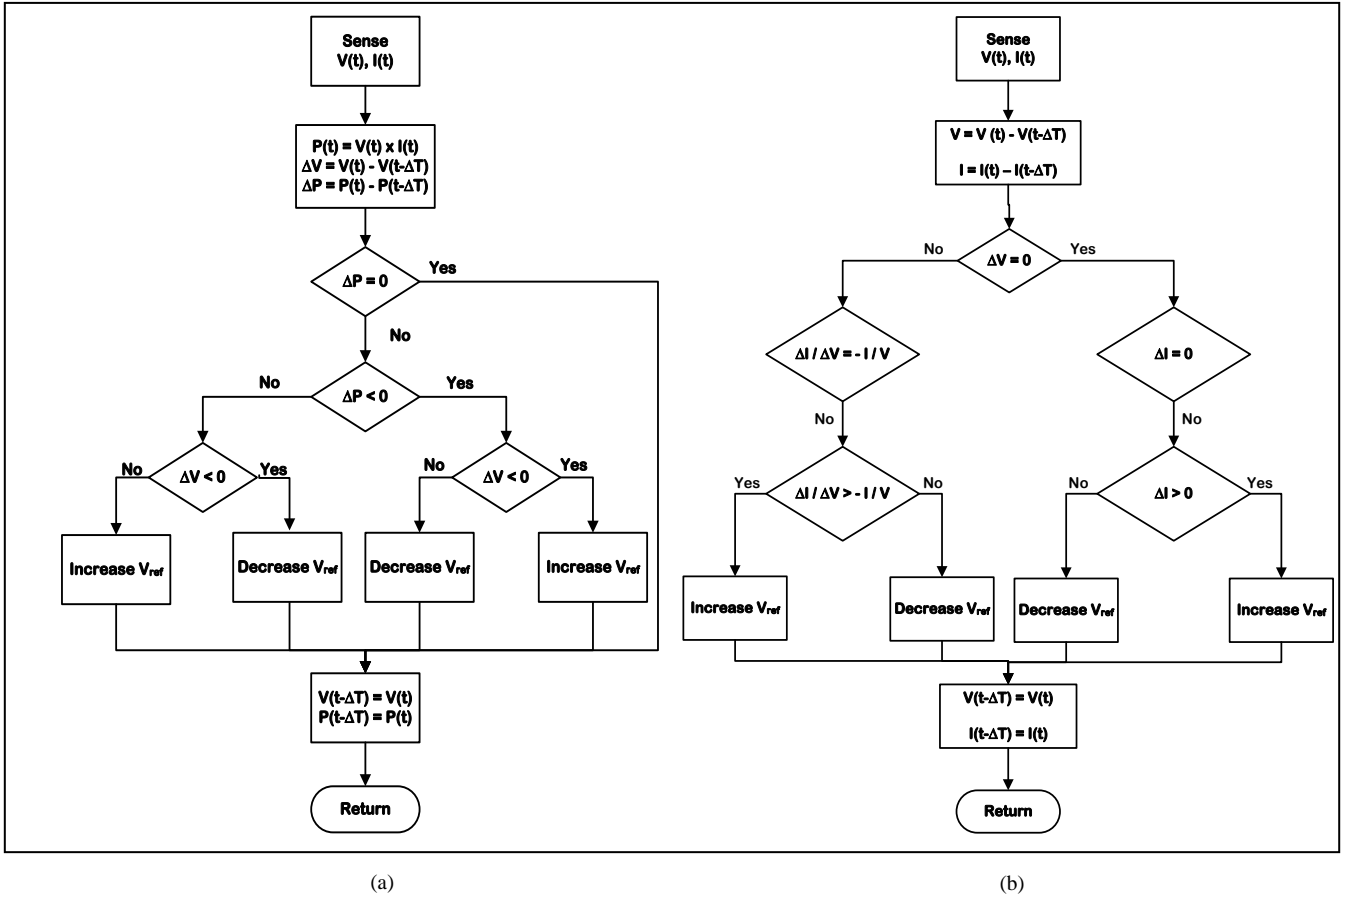 Sense
V(t), I(t)
P(t) = V(t) x I(t)
ΔV = V(t) - V(t-ΔT)
ΔP = P(t) - P(t-ΔT)
ΔP = 0
Yes
No
ΔP < 0
No
Yes
ΔV < 0
No
Yes
ΔV < 0
No
Yes
Increase Vref
Decrease Vref
Decrease Vref
Increase Vref
V(t-ΔT) = V(t)
P(t-ΔT) = P(t)
Return
(a)
Sense
V(t), I(t)
V = V (t) - V(t-ΔT)
I = I(t) – I(t-ΔT)
No
ΔV = 0
Yes
ΔI / ΔV = - I / V
ΔI = 0
No
No
Yes
ΔI / ΔV > - I / V
No
No
ΔI > 0
Yes
Increase Vref
Decrease Vref
Decrease Vref
Increase Vref
V(t-ΔT) = V(t)
I(t-ΔT) = I(t)
Return
(b)